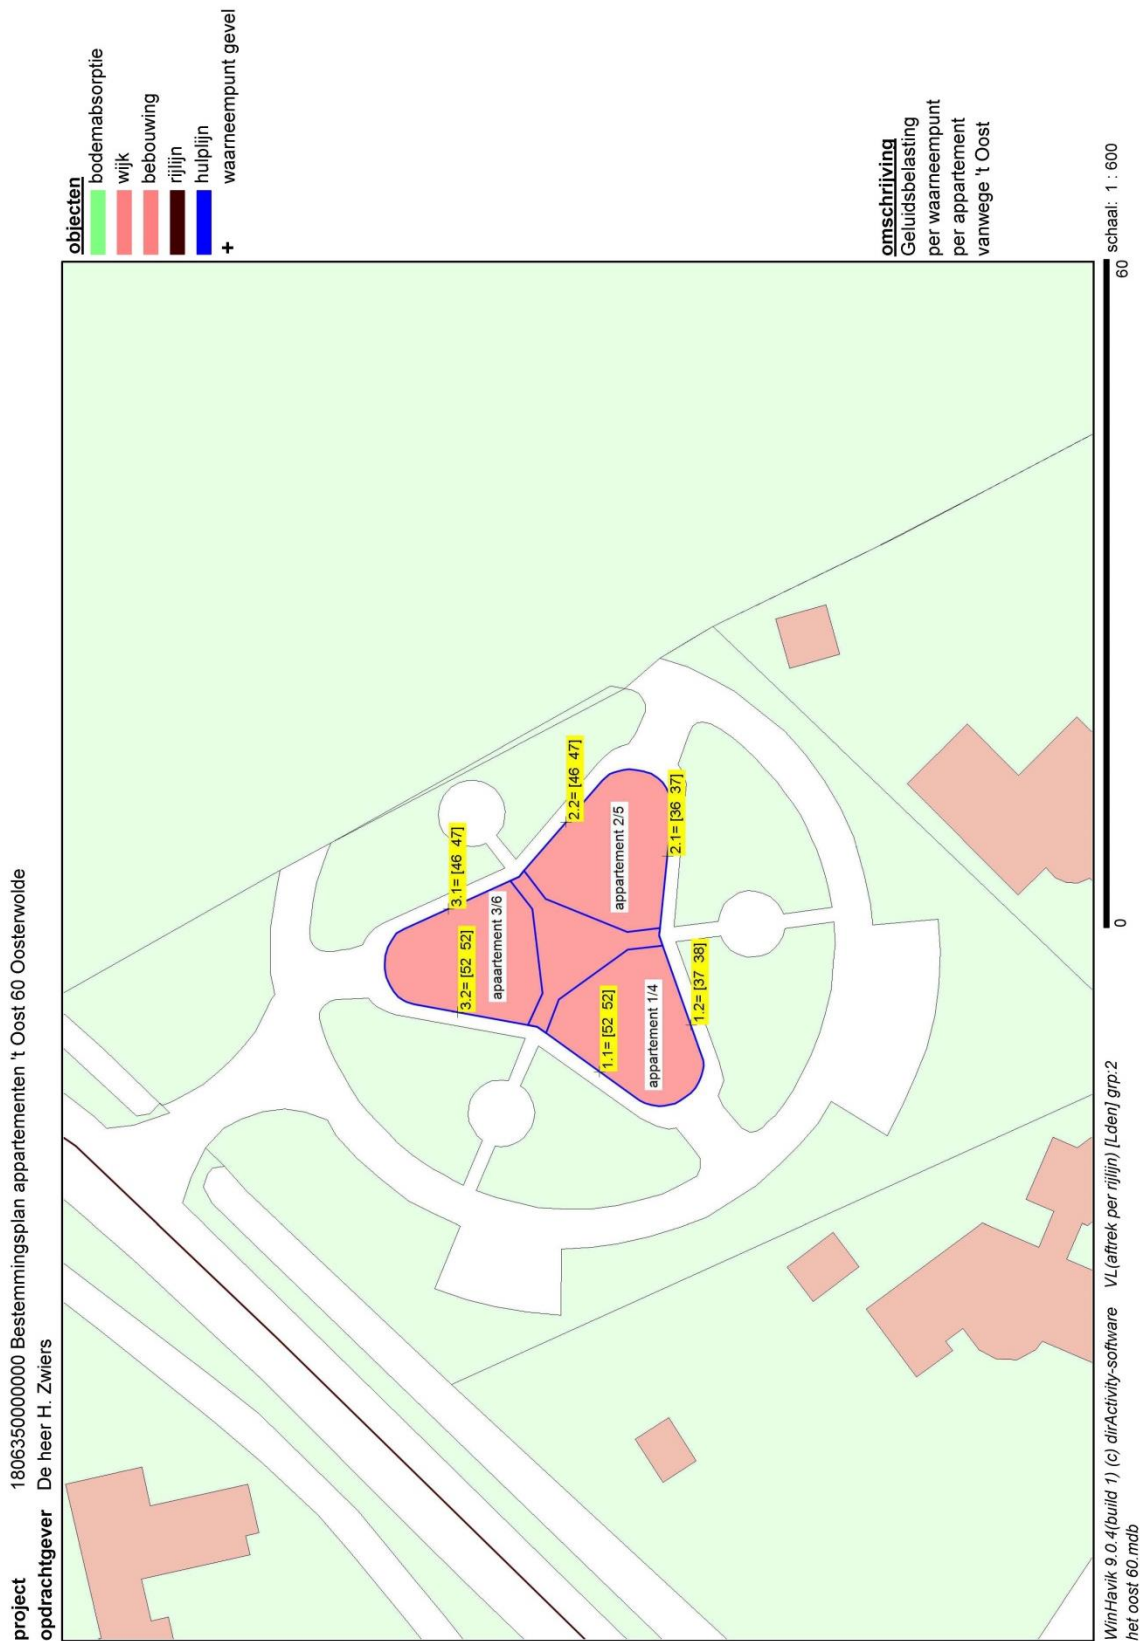 project 18063500000000 Bestemmingsplan appartementen 't Oost 60 Oosterwolde
opdrachtgever De heer H. Zwiers
objecten
bodemabsorptie
wijk
bebouwing
rijlijn
hulplijn
+ waarneempunt gevel
3.1= [46 47]
3.2= [52 52]
apaartement 3/6
2.2= [46 47]
1.1= [52 52]
appartement 2/5
appartement 1/4
2.1= [36 37]
1.2= [37 38]
omschrijving
Geluidsbelasting
per waarneempunt
per appartement
vanwege 't Oost
0 60
schaal: 1 : 600
WinHavik 9.0.4(build 1) (c) dirActivity-software VL(aftrek per rijlijn) [Lden] grp:2
het oost 60.mdb